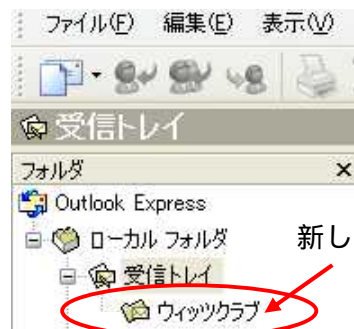 ファイル(F) 編集(E) 表示(V)
受信トレイ
フォルダ ×
Outlook Express
ローカル フォルダ
新し
受信トレイ
ウィッツクラブ